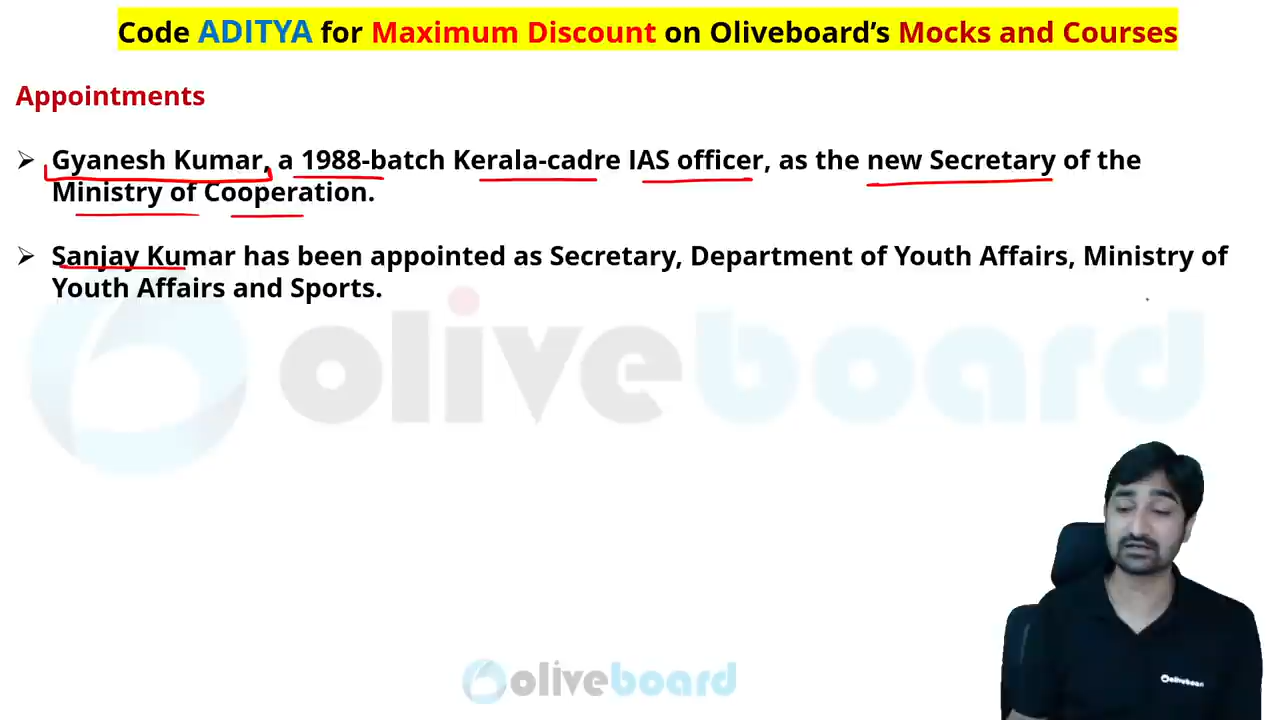 Code ADITYA for Maximum Discount on Oliveboard’s Mocks and Courses
Appointments
➢ Gyanesh Kumar, a 1988-batch Kerala-cadre IAS officer, as the new Secretary of the
Ministry of Cooperation.
➢ Sanjay Kumar has been appointed as Secretary, Department of Youth Affairs, Ministry of
Youth Affairs and Sports.
oliveboard
oliveboard
oliveboard